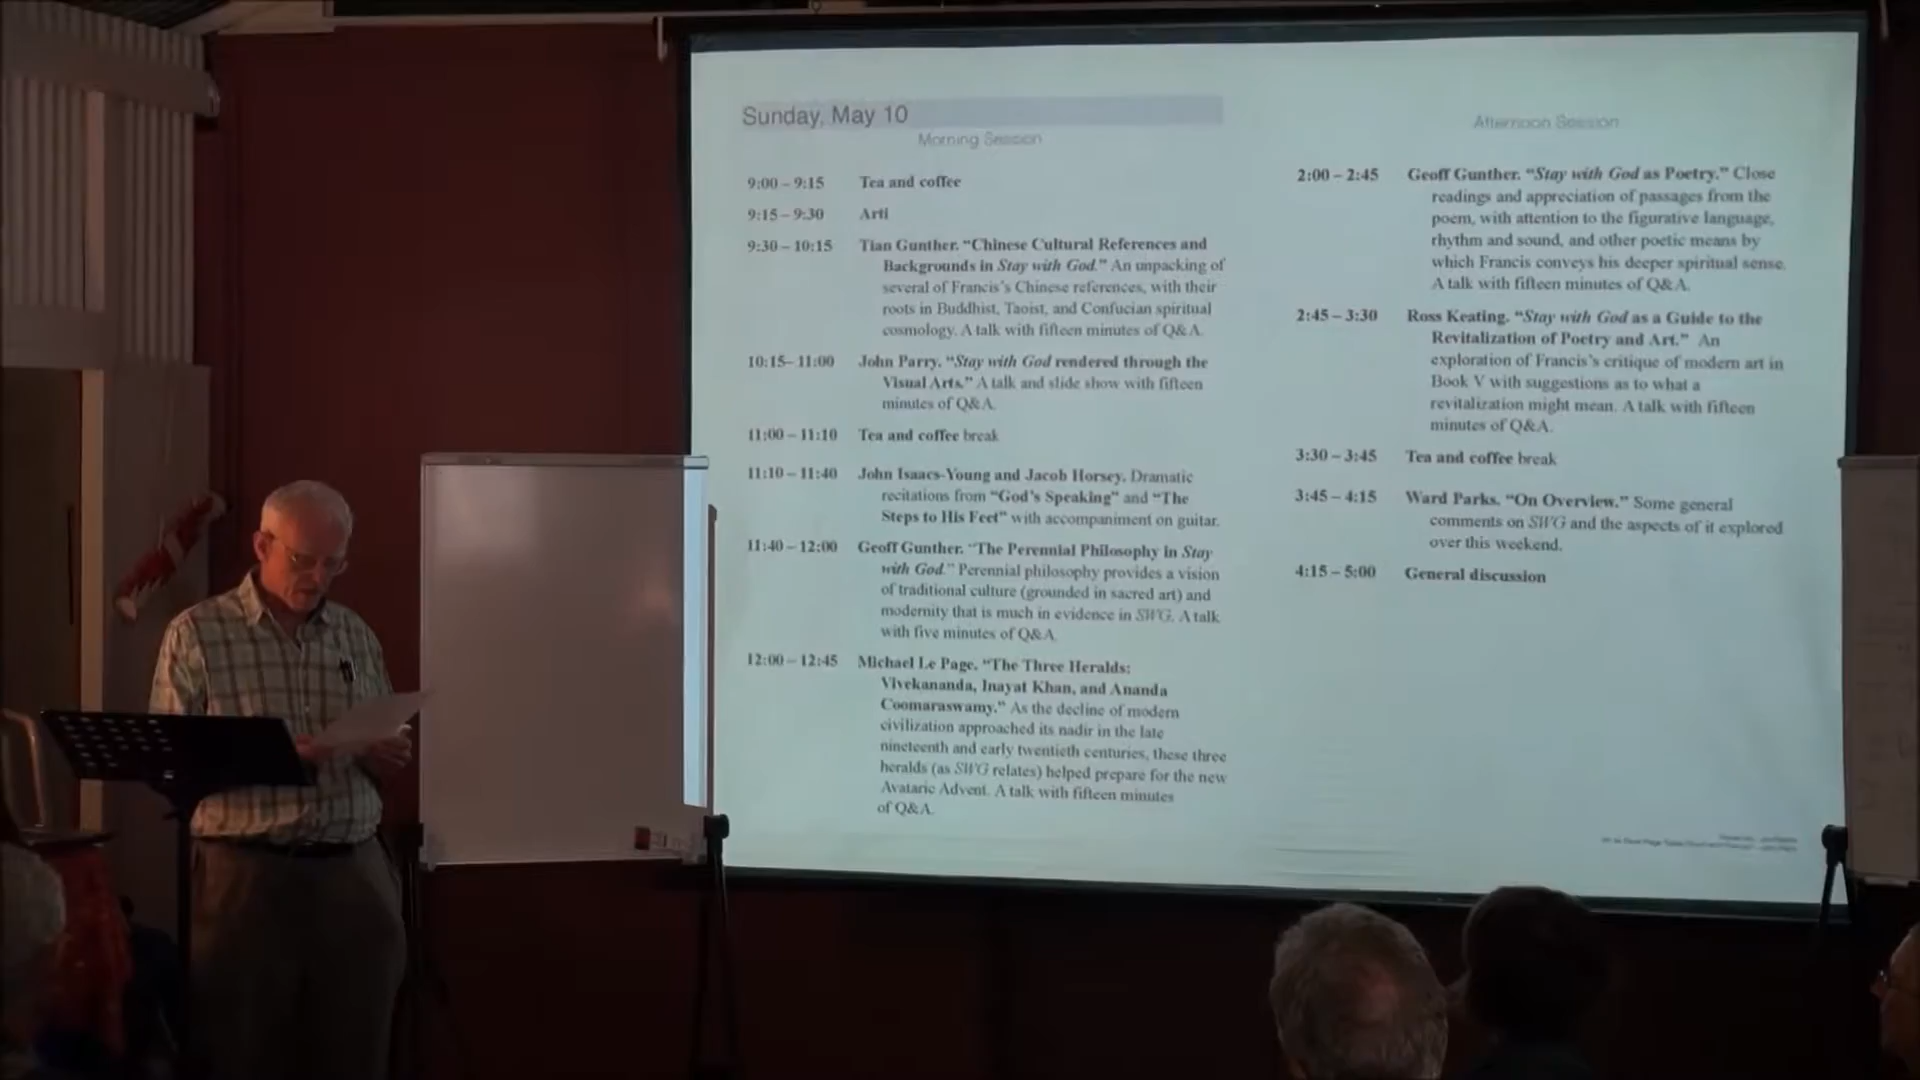 Sunday, May 10
Morning Session
9:00 – 9:15 Tea and coffee
9:15 – 9:30 Arti
9:30 – 10:15 Tian Gunther. “Chinese Cultural References and
Backgrounds in Stay with God.” An unpacking of
several of Francis’s Chinese references, with their
roots in Buddhist, Taoist, and Confucian spiritual
cosmology. A talk with fifteen minutes of Q&A.
10:15– 11:00 John Parry. “Stay with God rendered through the
Visual Arts.” A talk and slide show with fifteen
minutes of Q&A.
11:00 – 11:10 Tea and coffee break
11:10 – 11:40 John Isaacs-Young and Jacob Horsey. Dramatic
recitations from “God’s Speaking” and “The
Steps to His Feet” with accompaniment on guitar.
11:40 – 12:00 Geoff Gunther. “The Perennial Philosophy in Stay
with God.” Perennial philosophy provides a vision
of traditional culture (grounded in sacred art) and
modernity that is much in evidence in SWG. A talk
with five minutes of Q&A.
12:00 – 12:45 Michael Le Page. “The Three Heralds:
Vivekananda, Inayat Khan, and Ananda
Coomaraswamy.” As the decline of modern
civilization approached its nadir in the late
nineteenth and early twentieth centuries, these three
heralds (as SWG relates) helped prepare for the new
Avataric Advent. A talk with fifteen minutes
of Q&A.
Afternoon Session
2:00 – 2:45 Geoff Gunther. “Stay with God as Poetry.” Close
readings and appreciation of passages from the
poem, with attention to the figurative language,
rhythm and sound, and other poetic means by
which Francis conveys his deeper spiritual sense.
A talk with fifteen minutes of Q&A.
2:45 – 3:30 Ross Keating. “Stay with God as a Guide to the
Revitalization of Poetry and Art.” An
exploration of Francis’s critique of modern art in
Book V with suggestions as to what a
revitalization might mean. A talk with fifteen
minutes of Q&A.
3:30 – 3:45 Tea and coffee break
3:45 – 4:15 Ward Parks. “On Overview.” Some general
comments on SWG and the aspects of it explored
over this weekend.
4:15 – 5:00 General discussion